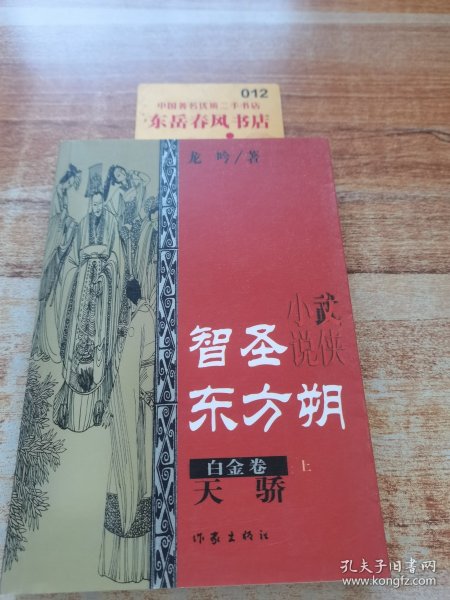 012
中国著名优质二手书店
东岳春风书店
龙吟/著
武侠
小说
智圣
东方朔
白金卷
上
天骄
作家出版社
孔夫子旧书网
www.kongfz.com